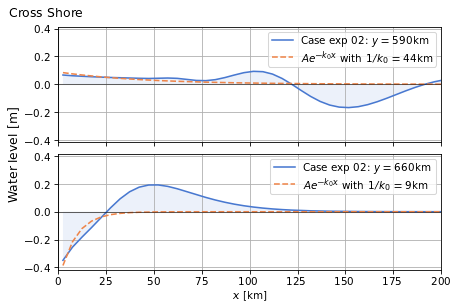 Cross Shore
Water level [m]
0.4
0.2
0.0
−0.2
−0.4
Case exp 02: y = 590km
Ae^{−k₀x} with 1/k₀ = 44km
0.4
0.2
0.0
−0.2
−0.4
Case exp 02: y = 660km
Ae^{−k₀x} with 1/k₀ = 9km
0 25 50 75 100 125 150 175 200
x [km]